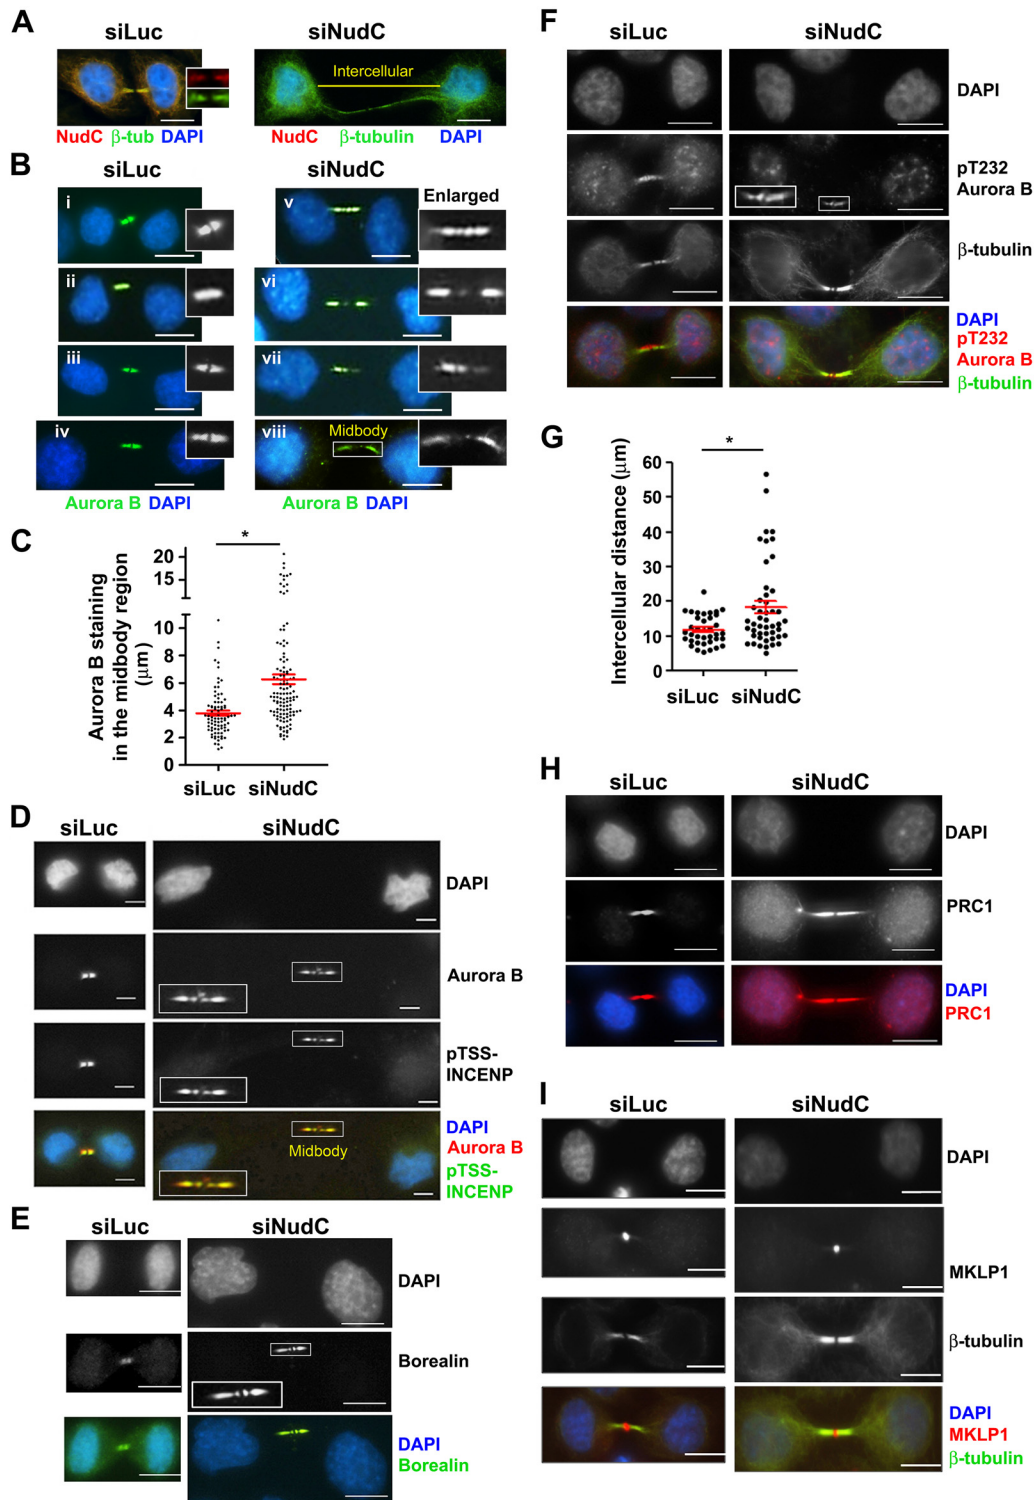 A
siLuc
siNudC
Intercellular
NudC β-tub DAPI
NudC β-tubulin DAPI
B
siLuc
siNudC
Enlarged
i
v
ii
vi
iii
vii
iv
viii
Midbody
Aurora B DAPI
Aurora B DAPI
C
*
Aurora B staining
in the midbody region
(μm)
20
15
10
8
6
4
2
0
siLuc
siNudC
D
siLuc
siNudC
DAPI
Aurora B
pTSS-
INCENP
Midbody
DAPI
Aurora B
pTSS-
INCENP
E
siLuc
siNudC
DAPI
Borealin
DAPI
Borealin
F
siLuc
siNudC
DAPI
pT232
Aurora B
β-tubulin
DAPI
pT232
Aurora B
β-tubulin
G
*
Intercellular distance (μm)
60
50
40
30
20
10
0
siLuc
siNudC
H
siLuc
siNudC
DAPI
PRC1
DAPI
PRC1
I
siLuc
siNudC
DAPI
MKLP1
β-tubulin
DAPI
MKLP1
β-tubulin